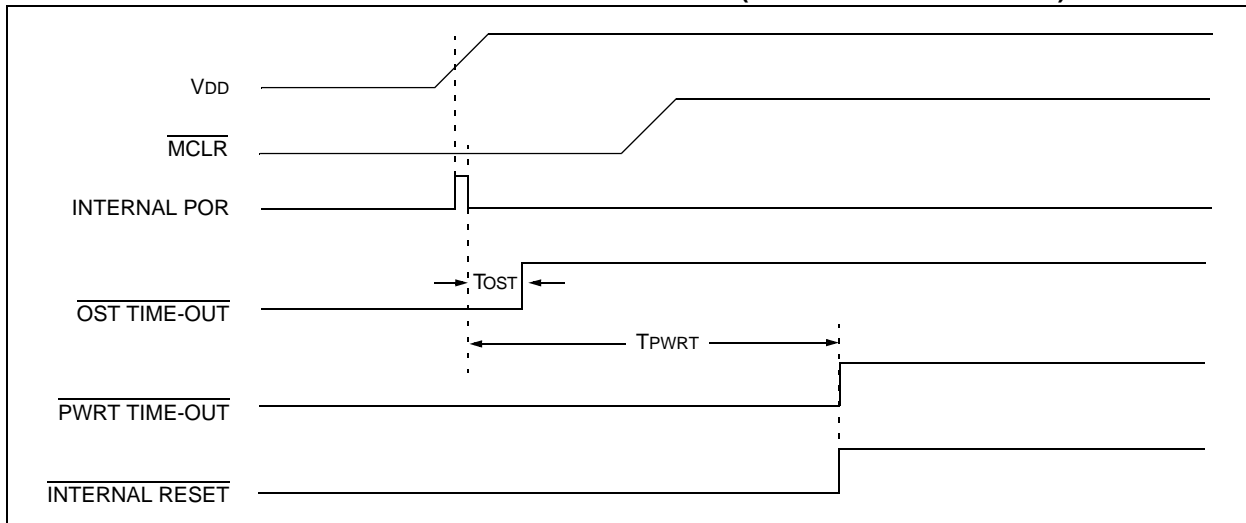 VDD
MCLR
INTERNAL POR
TOST
OST TIME-OUT
TPWRT
PWRT TIME-OUT
INTERNAL RESET